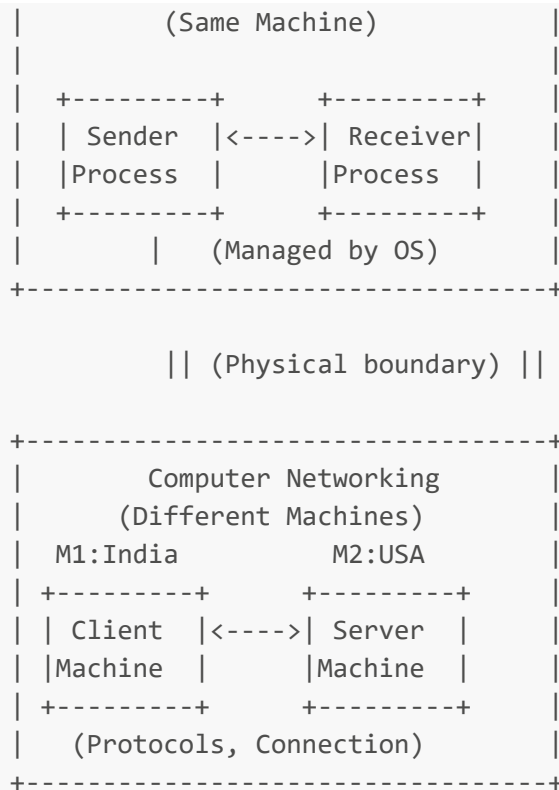 |         (Same Machine)          |
|                                 |
|  +---------+      +---------+   |
|  | Sender  |<---->| Receiver|   |
|  |Process  |      |Process  |   |
|  +---------+      +---------+   |
|       |   (Managed by OS)       |
+---------------------------------+
|| (Physical boundary) ||
+---------------------------------+
|        Computer Networking      |
|      (Different Machines)       |
|  M1:India          M2:USA       |
| +---------+      +---------+    |
| | Client  |<---->| Server  |    |
| |Machine  |      |Machine  |    |
| +---------+      +---------+    |
|   (Protocols, Connection)       |
+---------------------------------+